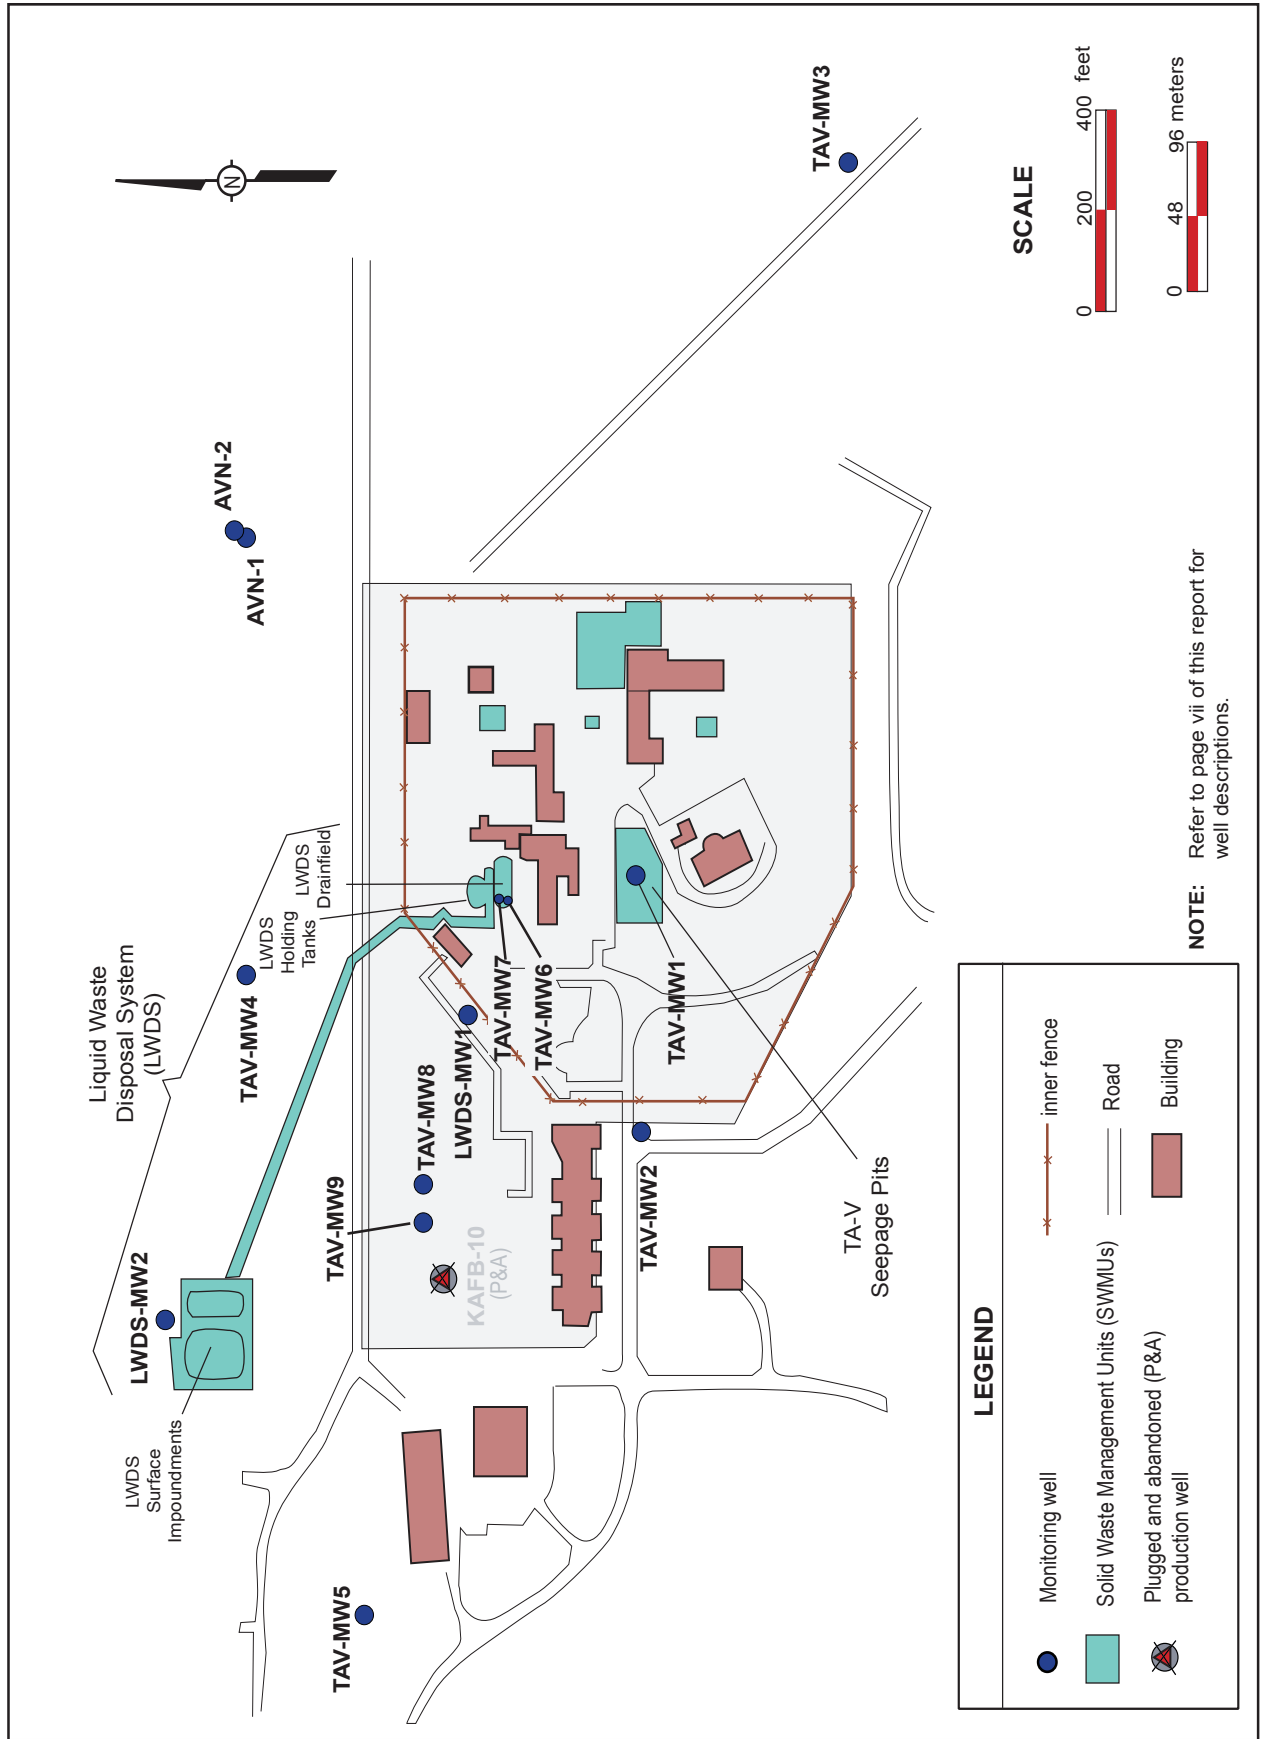 Liquid Waste
Disposal System
(LWDS)
LWDS-MW2
LWDS
Surface
Impoundments
TAV-MW4
LWDS
Holding
Tanks
LWDS
Drainfield
AVN-1
AVN-2
N
TAV-MW3
TAV-MW5
TAV-MW9
TAV-MW8
KAFB-10
(P&A)
LWDS-MW1
TAV-MW7
TAV-MW6
TAV-MW2
TAV-MW1
TA-V
Seepage Pits
SCALE
0
200
400 feet
0
48
96 meters
LEGEND
Monitoring well
Solid Waste Management Units (SWMUs)
Plugged and abandoned (P&A)
production well
inner fence
Road
Building
NOTE: Refer to page vii of this report for
well descriptions.